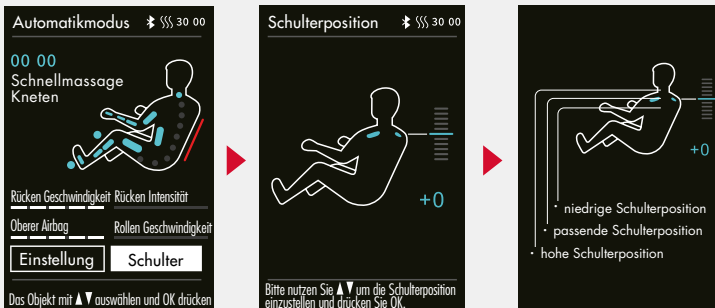 Automatikmodus 30 00
00 00
Schnellmassage
Kneten
Rücken Geschwindigkeit Rücken Intensität
Oberer Airbag Rollen Geschwindigkeit
Einstellung Schulter
Das Objekt mit ▲▼ auswählen und OK drücken
Schulterposition 30 00
+0
Bitte nutzen Sie ▲▼ um die Schulterposition
einzustellen und drücken Sie OK.
+0
· niedrige Schulterposition
· passende Schulterposition
· hohe Schulterposition